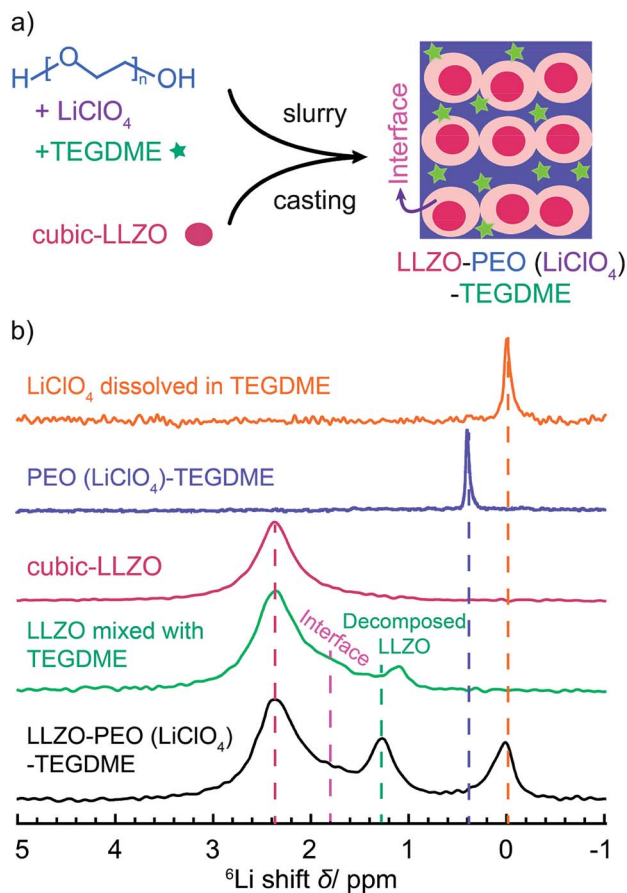 a)
H
O
n
OH
+ LiClO₄
+TEGDME
cubic-LLZO
slurry
casting
Interface
LLZO-PEO (LiClO₄)
-TEGDME
b)
LiClO₄ dissolved in TEGDME
PEO (LiClO₄)-TEGDME
cubic-LLZO
LLZO mixed with
TEGDME
Interface
Decomposed
LLZO
LLZO-PEO (LiClO₄)
-TEGDME
5 4 3 2 1 0 -1
⁶Li shift δ/ ppm